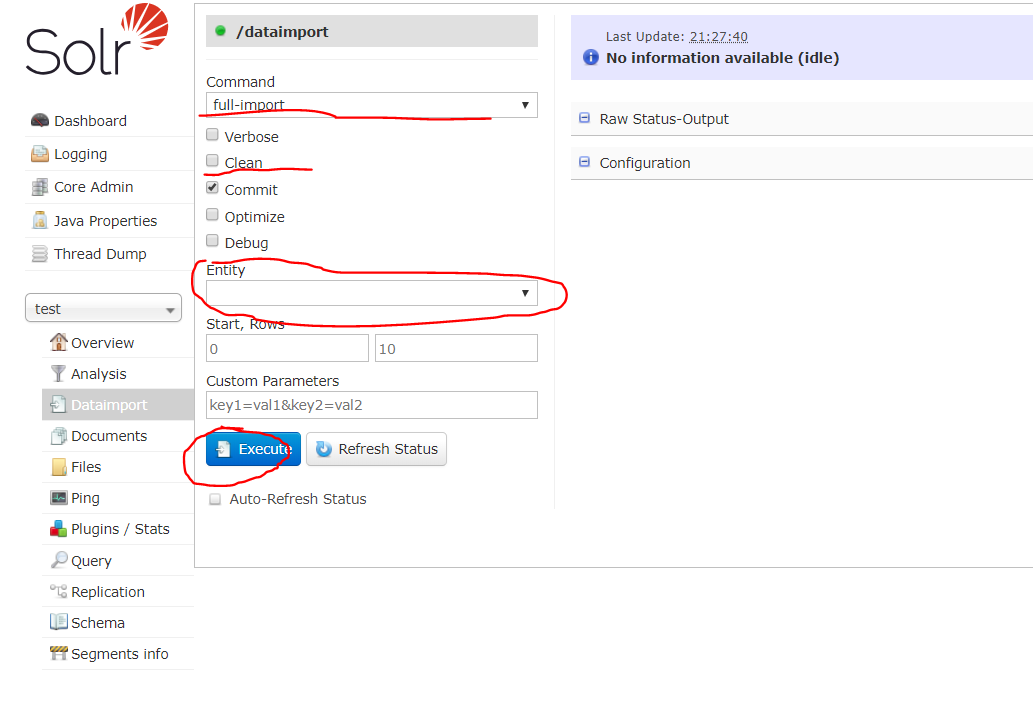 Solr
Dashboard
Logging
Core Admin
Java Properties
Thread Dump
test
Overview
Analysis
Dataimport
Documents
Files
Ping
Plugins / Stats
Query
Replication
Schema
Segments info
/dataimport
Command
full-import
Verbose
Clean
Commit
Optimize
Debug
Entity
Start, Rows
0 10
Custom Parameters
key1=val1&key2=val2
Execute Refresh Status
Auto-Refresh Status
Last Update: 21:27:40
No information available (idle)
Raw Status-Output
Configuration